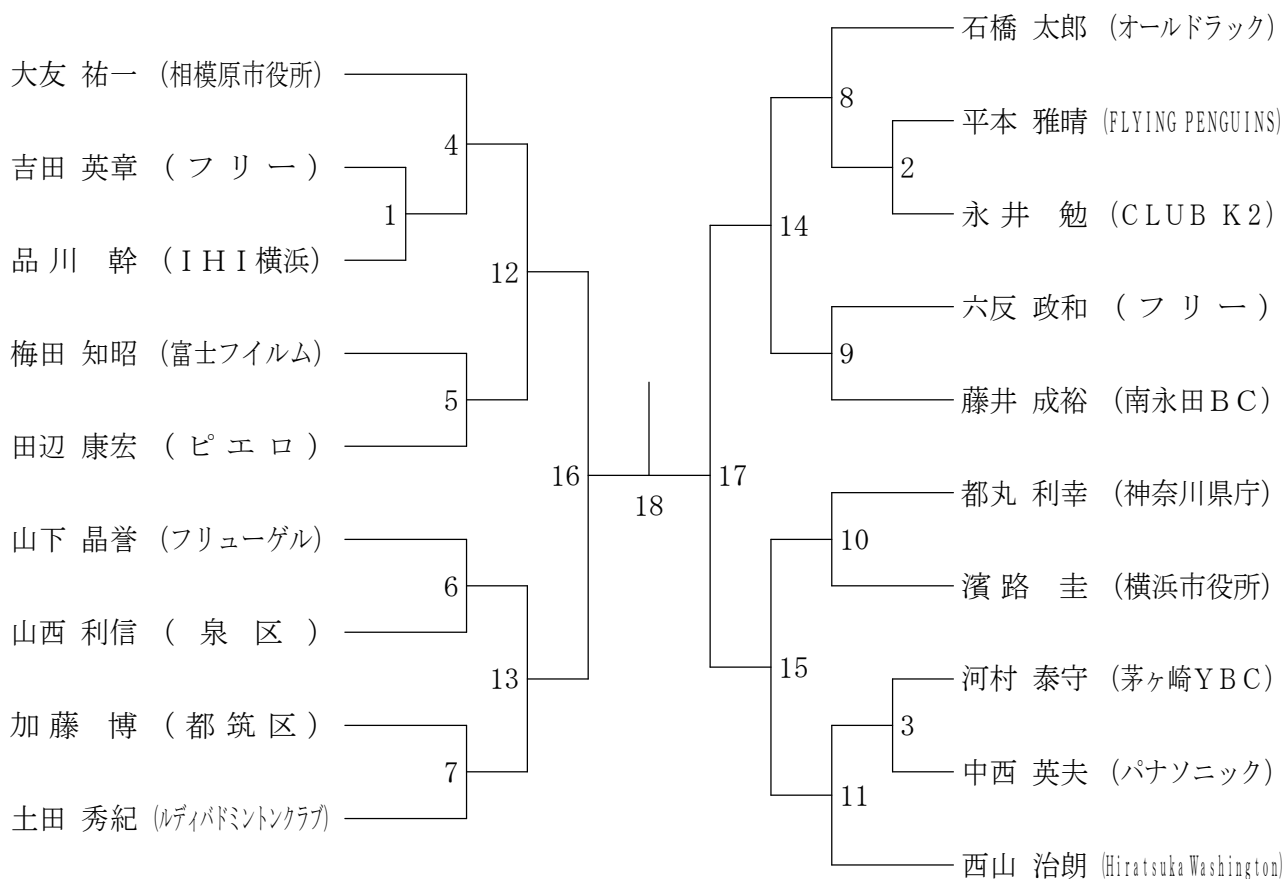 大友 祐一 (相模原市役所)
吉田 英章 (フリー)
品川 幹 (ＩＨＩ横浜)
梅田 知昭 (富士フイルム)
田辺 康宏 (ピエロ)
山下 晶誉 (フリューゲル)
山西 利信 (泉区)
加藤 博 (都筑区)
土田 秀紀 (ルディバドミントンクラブ)
4
1
12
5
16
6
13
7
18
石橋 太郎 (オールドラック)
平本 雅晴 (FLYING PENGUINS)
永井 勉 (CLUB K2)
六反 政和 (フリー)
藤井 成裕 (南永田ＢＣ)
都丸 利幸 (神奈川県庁)
濱路 圭 (横浜市役所)
河村 泰守 (茅ヶ崎ＹＢＣ)
中西 英夫 (パナソニック)
西山 治朗 (Hiratsuka Washington)
8
2
14
9
17
10
15
3
11